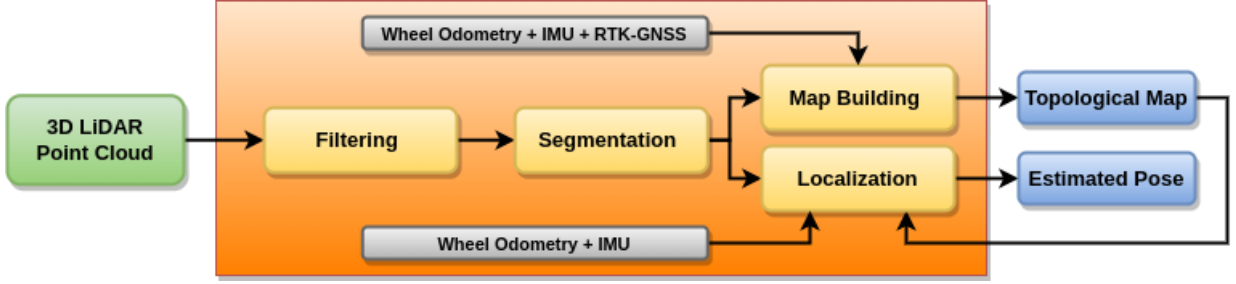 Wheel Odometry + IMU + RTK-GNSS
3D LiDAR
Point Cloud
Filtering
Segmentation
Map Building
Topological Map
Localization
Estimated Pose
Wheel Odometry + IMU